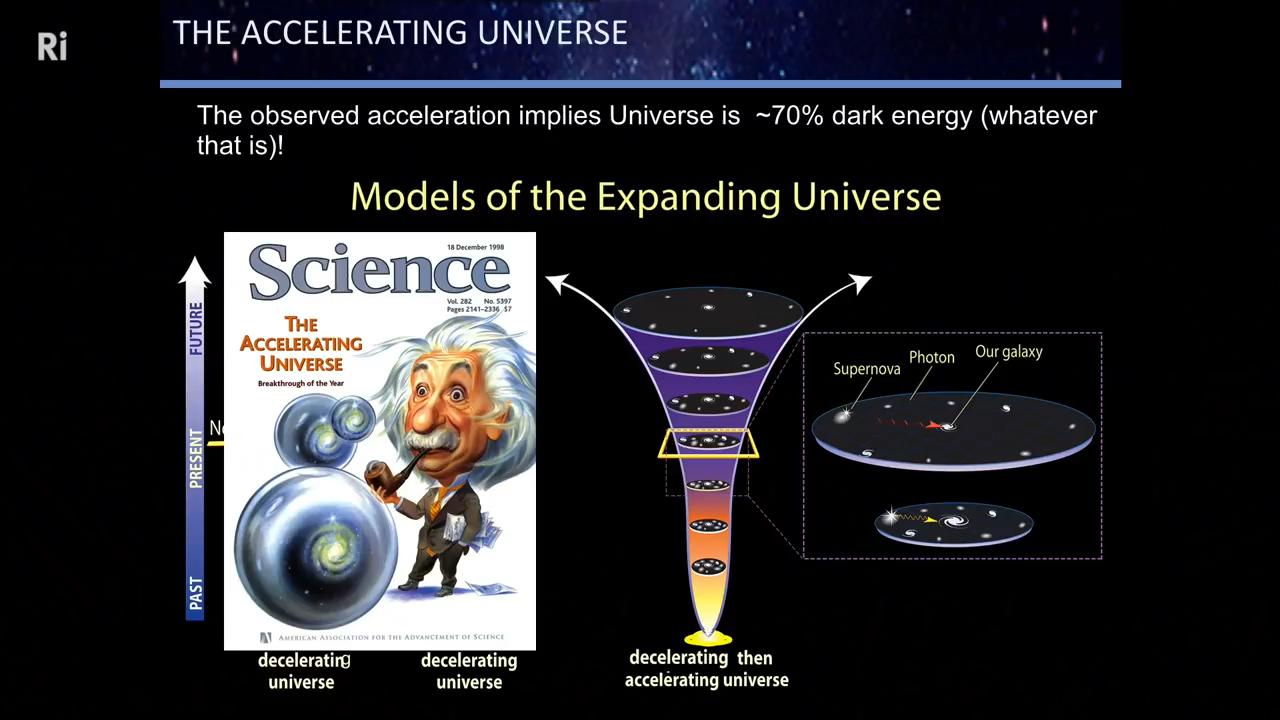 Ri
THE ACCELERATING UNIVERSE
The observed acceleration implies Universe is ~70% dark energy (whatever
that is)!
Models of the Expanding Universe
FUTURE
PRESENT
PAST
18 December 1998
Science
Vol. 282 No. 5397
Pages 2141–2336 $7
THE
ACCELERATING
UNIVERSE
Breakthrough of the Year
AMERICAN ASSOCIATION FOR THE ADVANCEMENT OF SCIENCE
Supernova
Photon
Our galaxy
decelerating
universe
decelerating
universe
decelerating then
accelerating universe